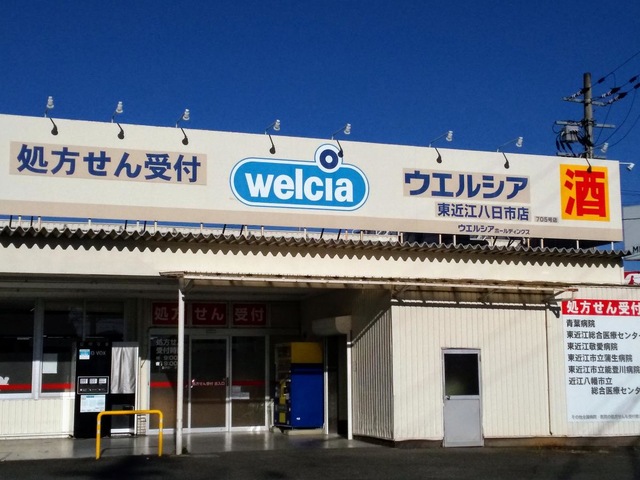 処方せん受付
welcia
ウエルシア
東近江八日市店
705号店
ウエルシアホールディングス
酒
処方せん受付
処方せん受付
青葉病院
東近江総合医療センター
東近江敬愛病院
東近江市立蒲生病院
東近江市立能登川病院
近江八幡市立
総合医療センタ